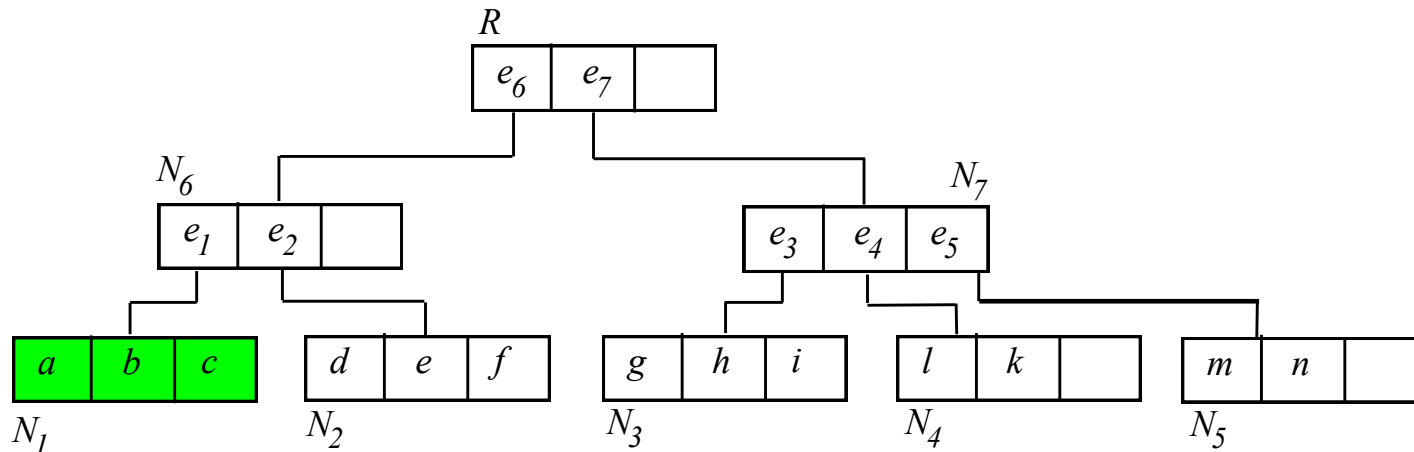 R
e₆ e₇
N₆ N₇
e₁ e₂ e₃ e₄ e₅
a b c d e f g h i l k m n
N₁ N₂ N₃ N₄ N₅